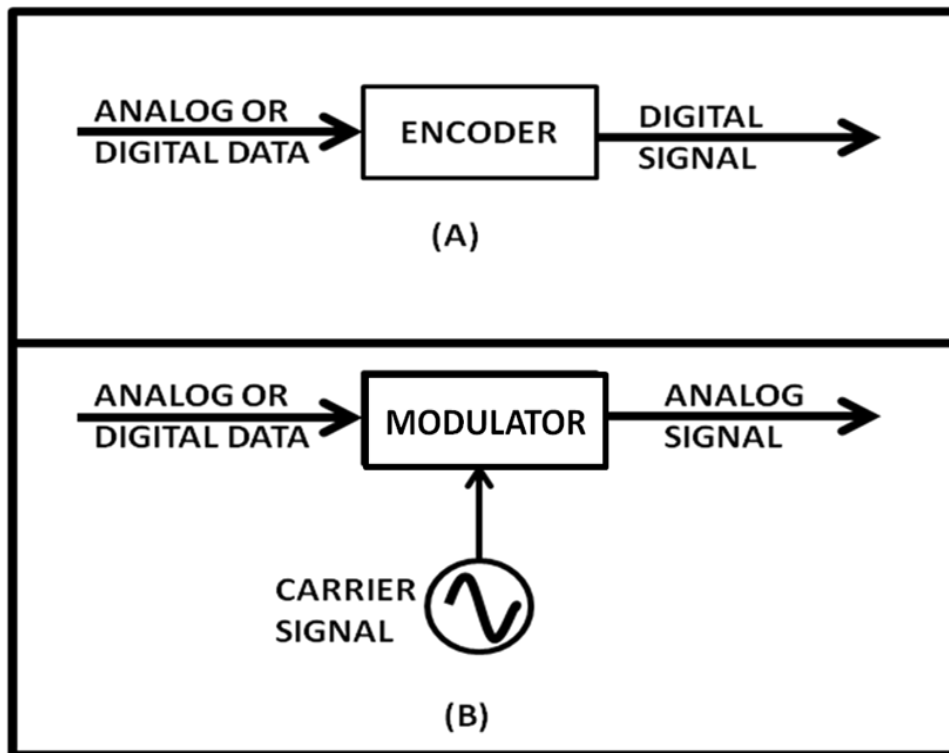 ANALOG OR
DIGITAL DATA
ENCODER
DIGITAL
SIGNAL
(A)
ANALOG OR
DIGITAL DATA
MODULATOR
ANALOG
SIGNAL
CARRIER
SIGNAL
(B)